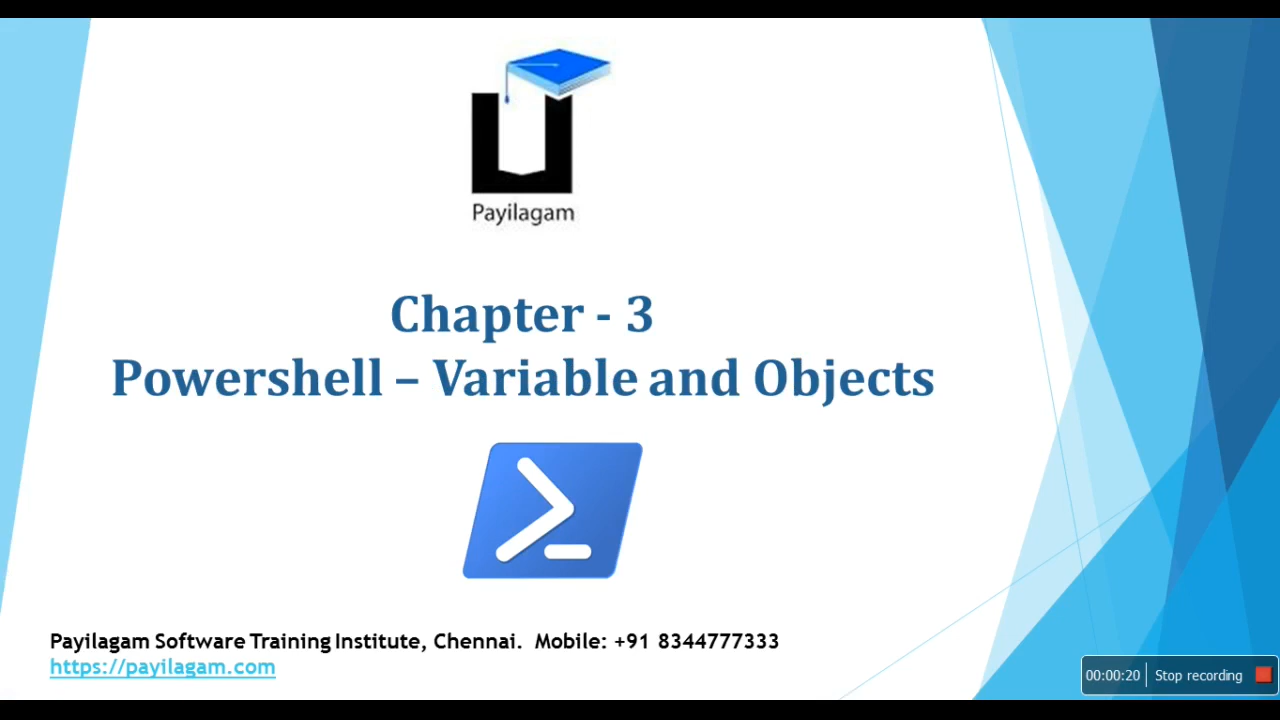 Payilagam
Chapter - 3
Powershell – Variable and Objects
Payilagam Software Training Institute, Chennai. Mobile: +91 8344777333
https://payilagam.com
00:00:20 Stop recording